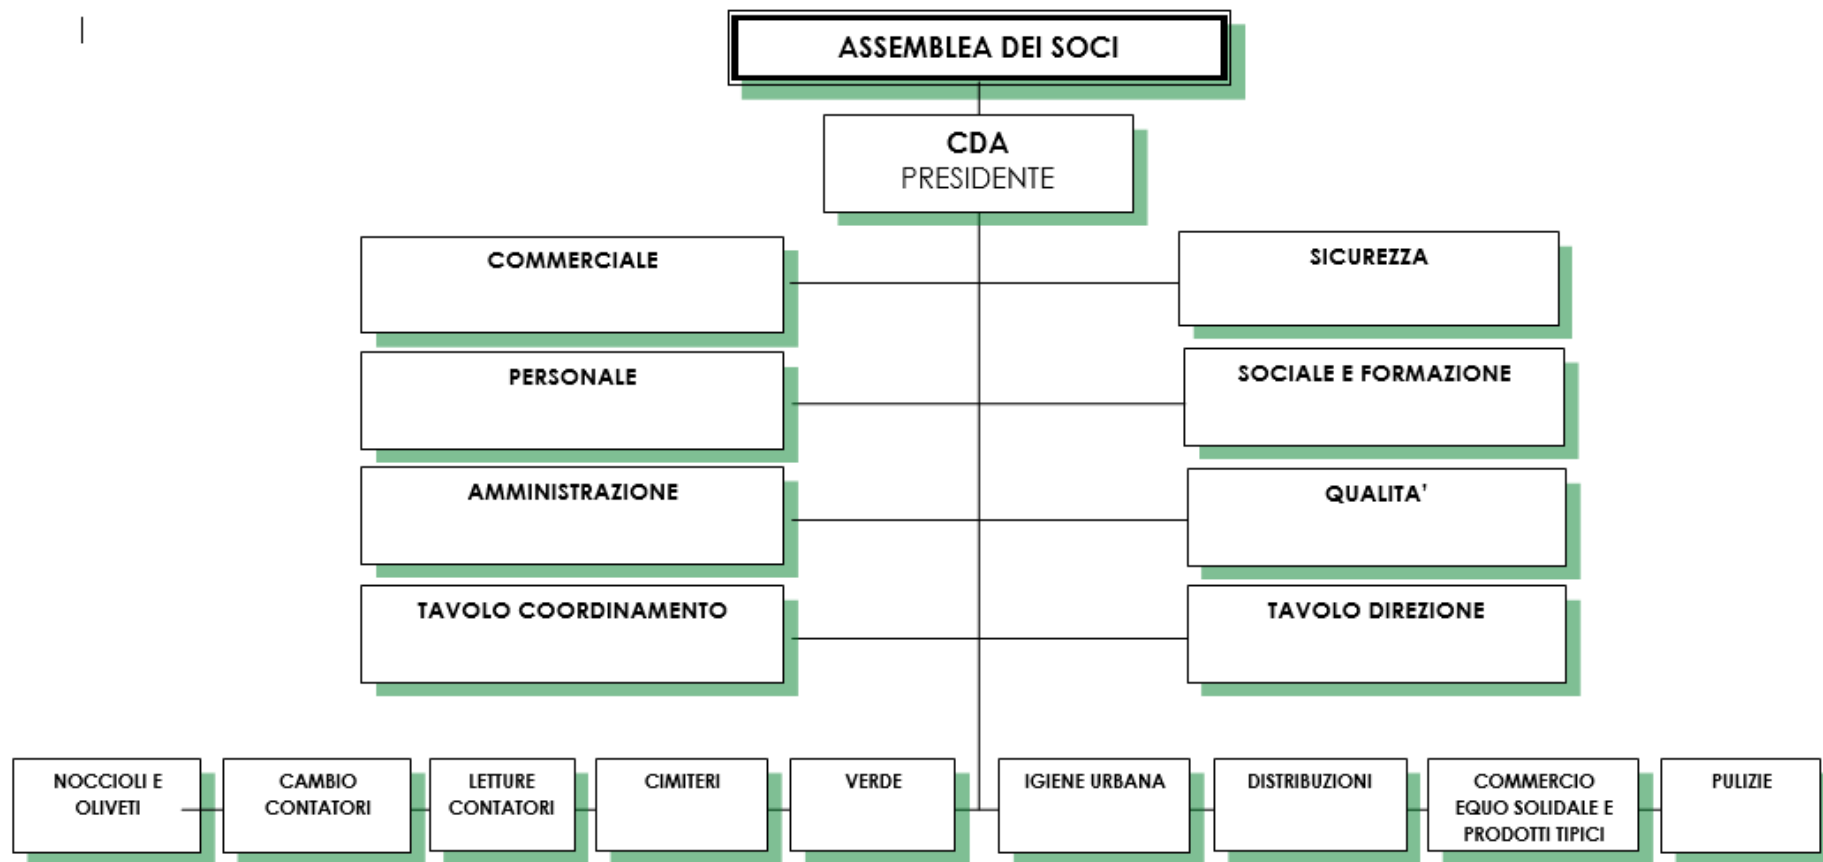 ASSEMBLEA DEI SOCI
CDA
PRESIDENTE
COMMERCIALE
SICUREZZA
PERSONALE
SOCIALE E FORMAZIONE
AMMINISTRAZIONE
QUALITA'
TAVOLO COORDINAMENTO
TAVOLO DIREZIONE
NOCCIOLI E
OLIVETI
CAMBIO
CONTATORI
LETTURE
CONTATORI
CIMITERI
VERDE
IGIENE URBANA
DISTRIBUZIONI
COMMERCIO
EQUO SOLIDALE E
PRODOTTI TIPICI
PULIZIE